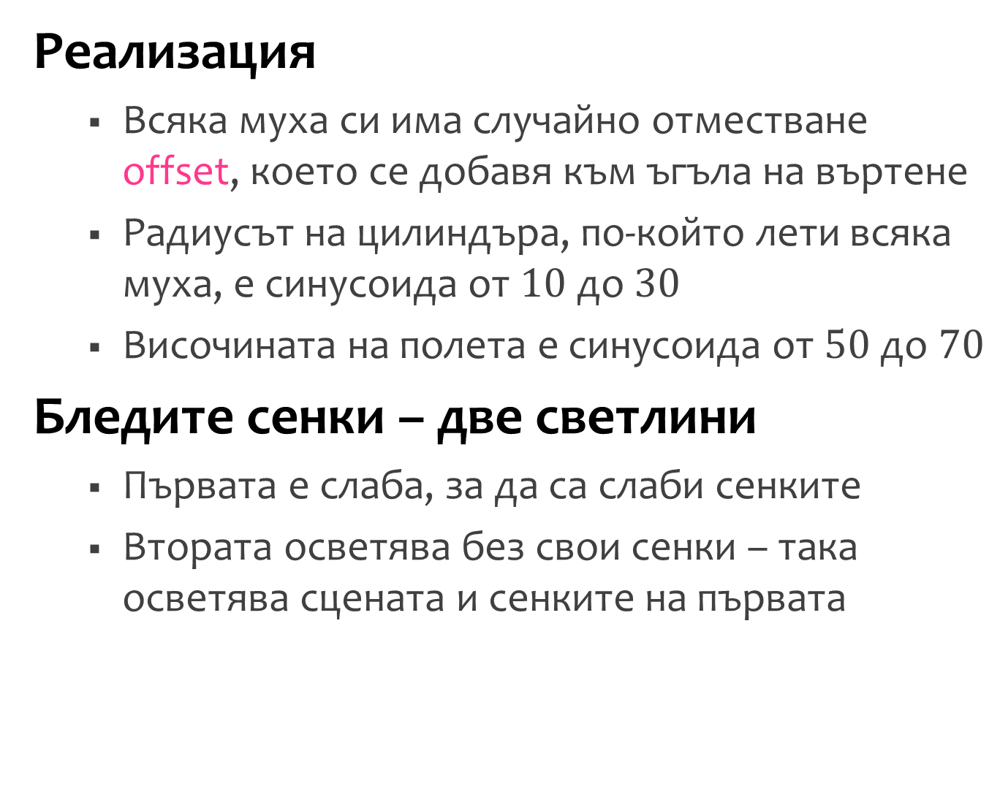 Реализация
▪ Всяка муха си има случайно отместване
offset, което се добавя към ъгъла на въртене
▪ Радиусът на цилиндъра, по-който лети всяка
муха, е синусоида от 10 до 30
▪ Височината на полета е синусоида от 50 до 70
Бледите сенки – две светлини
▪ Първата е слаба, за да са слаби сенките
▪ Втората осветява без свои сенки – така
осветява сцената и сенките на първата